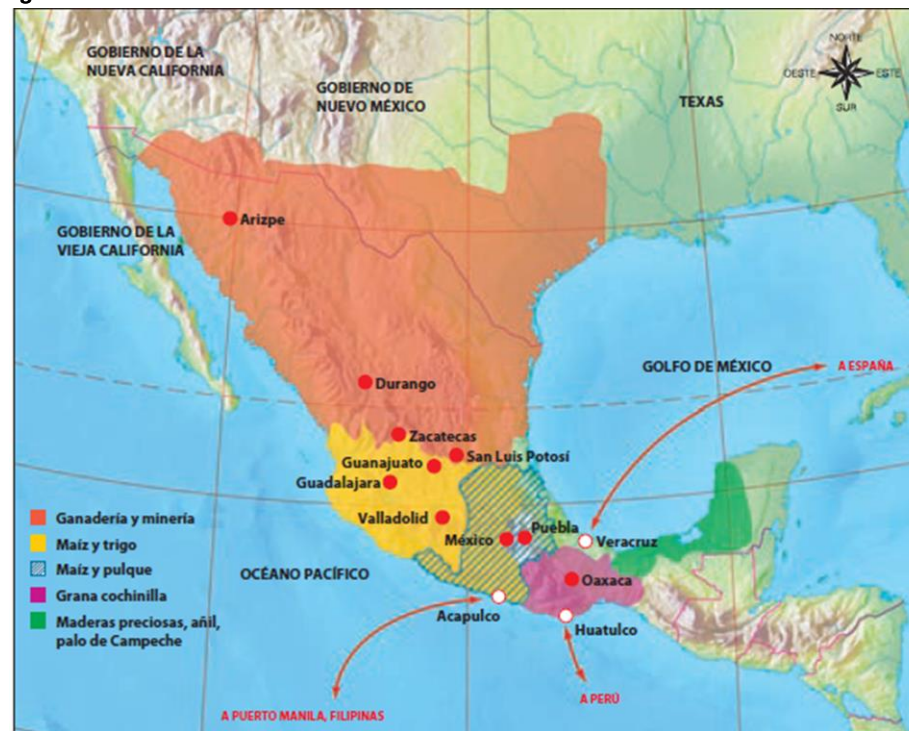 GOBIERNO DE LA
NUEVA CALIFORNIA
GOBIERNO DE
NUEVO MÉXICO
TEXAS
NORTE
OESTE
ESTE
SUR
Arizpe
GOBIERNO DE LA
VIEJA CALIFORNIA
GOLFO DE MÉXICO
A ESPAÑA
Durango
Zacatecas
San Luis Potosí
Guanajuato
Guadalajara
Valladolid
México
Puebla
Veracruz
Ganadería y minería
Maíz y trigo
Maíz y pulque
Grana cochinilla
Maderas preciosas, añil,
palo de Campeche
OCÉANO PACÍFICO
Oaxaca
Acapulco
Huatulco
A PERÚ
A PUERTO MANILA, FILIPINAS